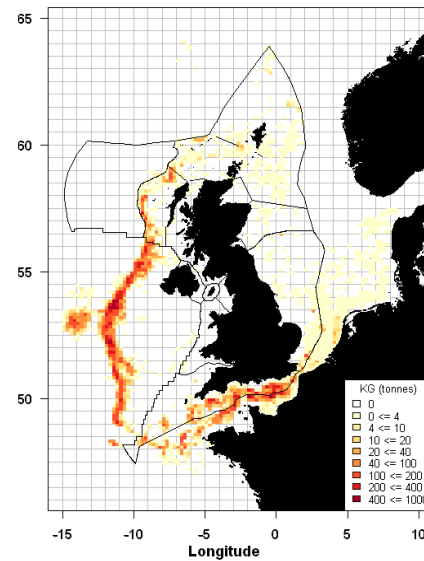 65
60
55
50
KG (tonnes)
0
0 <= 4
4 <= 10
10 <= 20
20 <= 40
40 <= 100
100 <= 200
200 <= 400
400 <= 1000
-15 -10 -5 0 5 10
Longitude